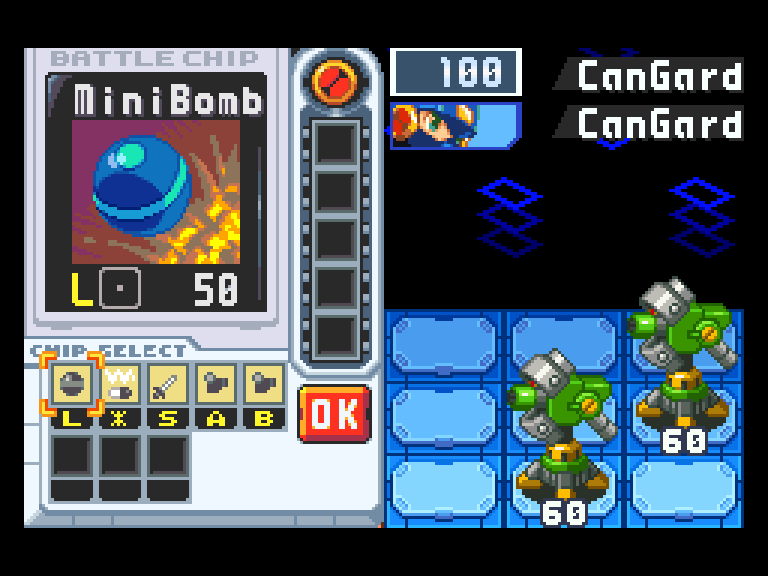 BATTLE CHIP
MiniBomb
L 50
CHIP SELECT
L * S A B
OK
100
CanGard
CanGard
60
60